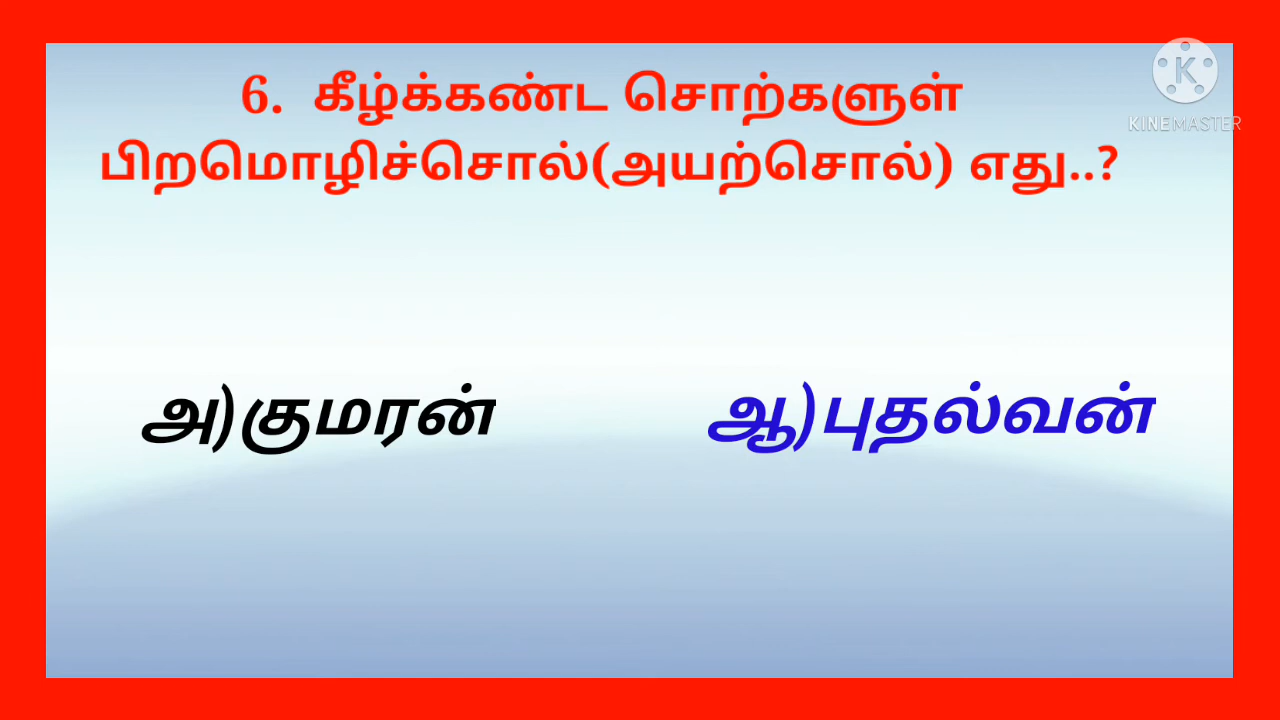 6. கீழ்க்கண்ட சொற்களுள்
பிறமொழிச்சொல்(அயற்சொல்) எது..?
அ)குமரன்
ஆ)புதல்வன்
K
KINEMASTER